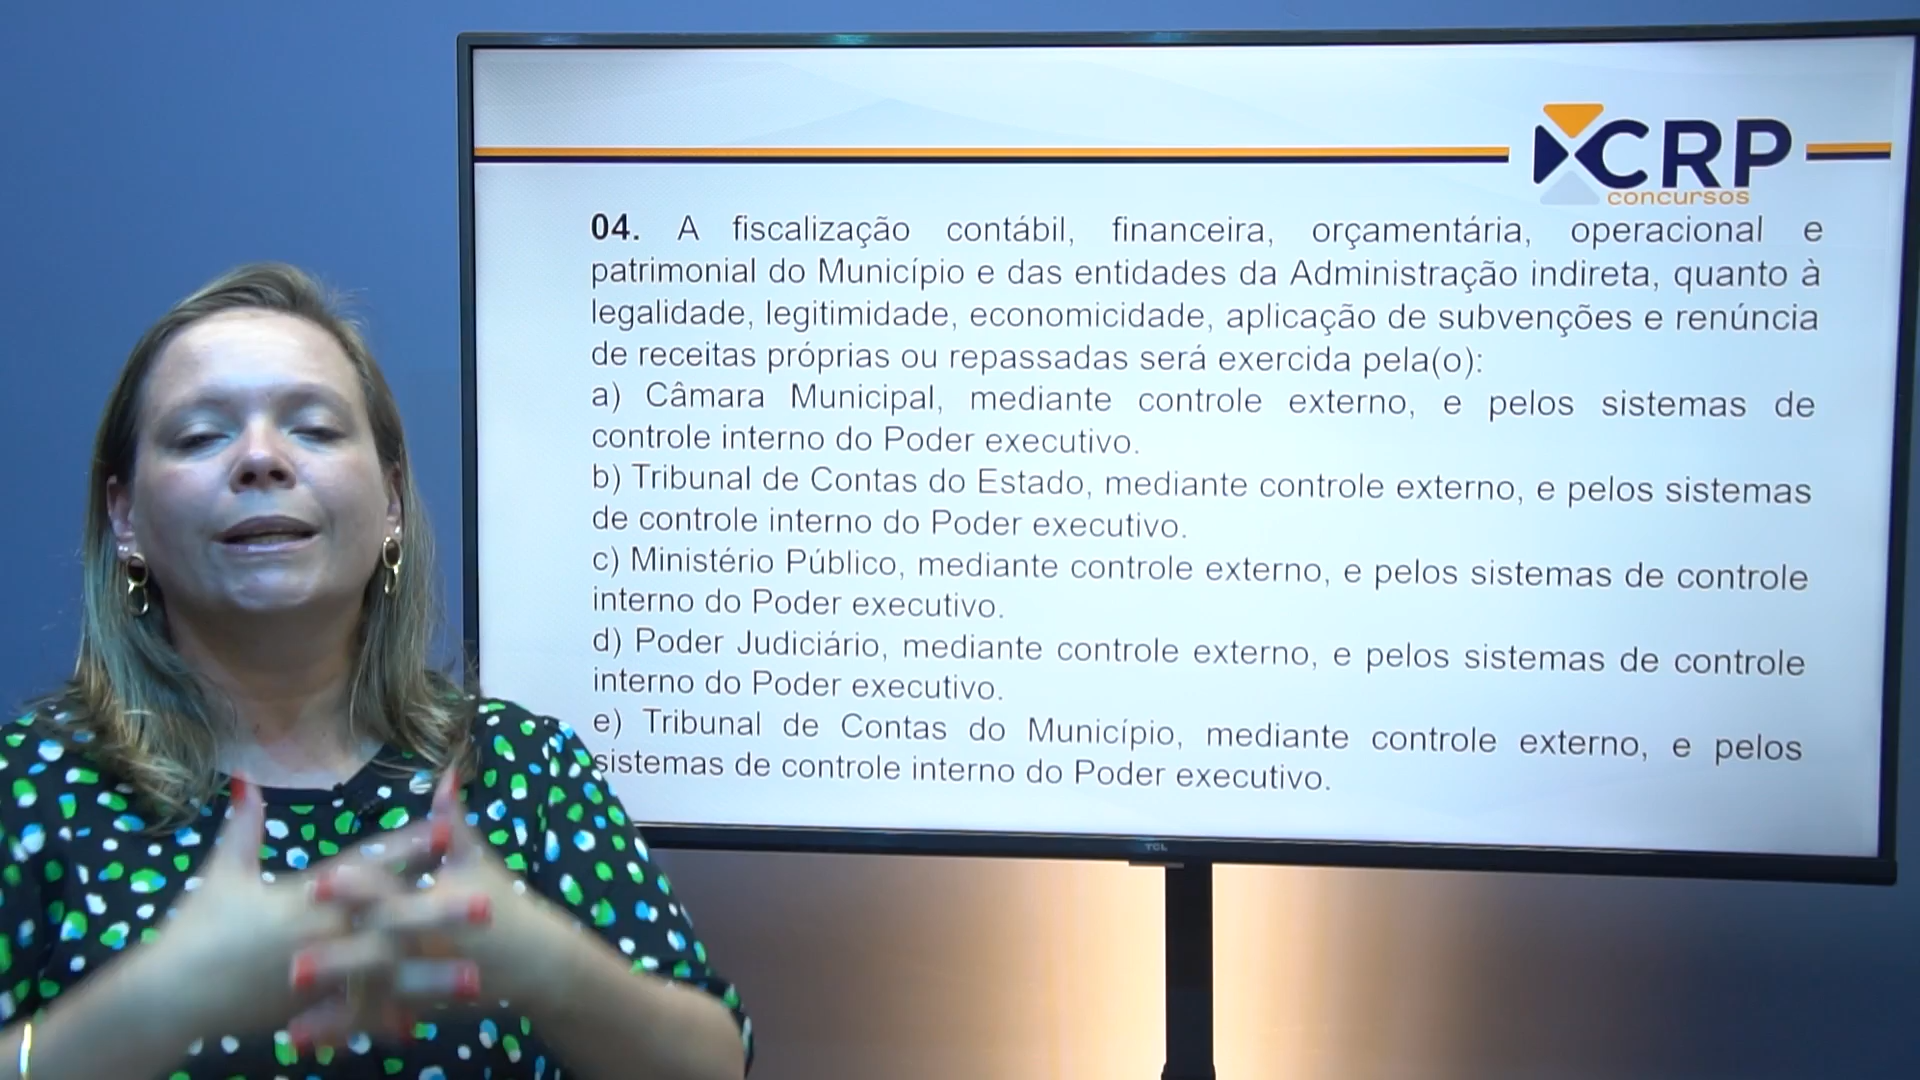 CRP
concursos
04. A fiscalização contábil, financeira, orçamentária, operacional e
patrimonial do Município e das entidades da Administração indireta, quanto à
legalidade, legitimidade, economicidade, aplicação de subvenções e renúncia
de receitas próprias ou repassadas será exercida pela(o):
a) Câmara Municipal, mediante controle externo, e pelos sistemas de
controle interno do Poder executivo.
b) Tribunal de Contas do Estado, mediante controle externo, e pelos sistemas
de controle interno do Poder executivo.
c) Ministério Público, mediante controle externo, e pelos sistemas de controle
interno do Poder executivo.
d) Poder Judiciário, mediante controle externo, e pelos sistemas de controle
interno do Poder executivo.
e) Tribunal de Contas do Município, mediante controle externo, e pelos
sistemas de controle interno do Poder executivo.
TCL